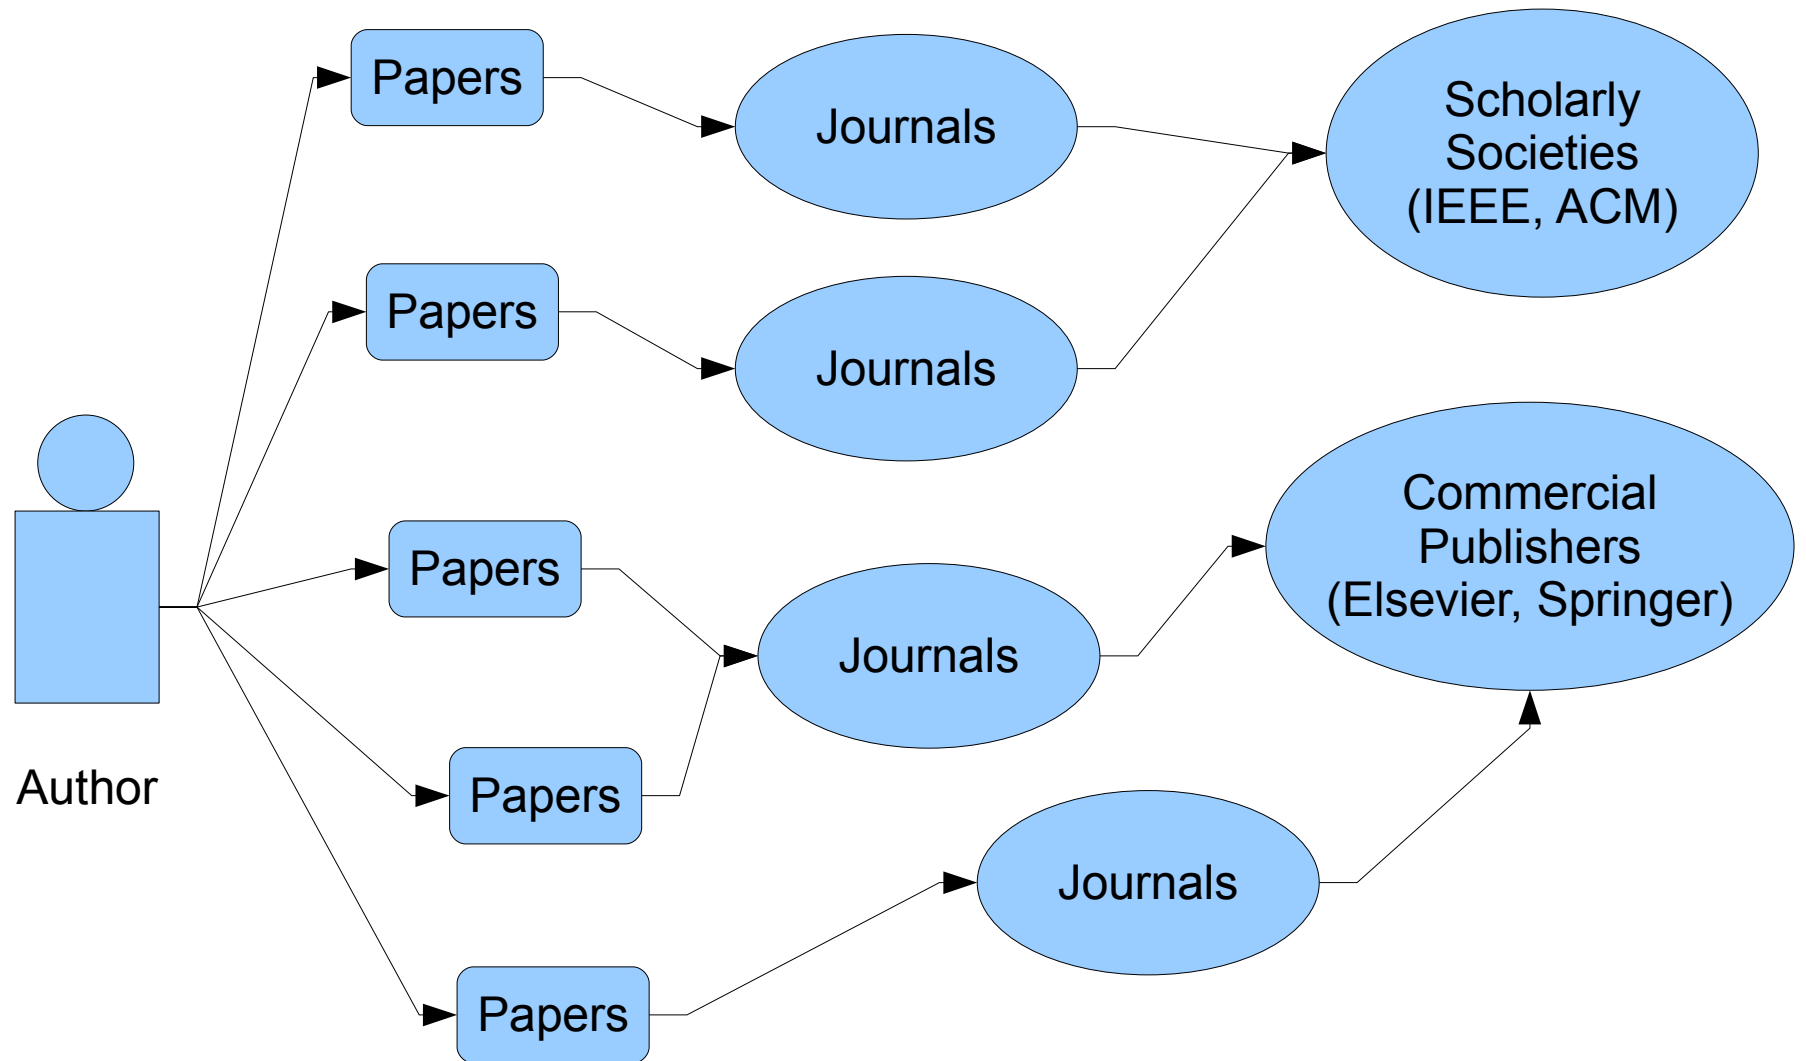 Papers
Journals
Scholarly
Societies
(IEEE, ACM)
Papers
Journals
Commercial
Publishers
(Elsevier, Springer)
Papers
Journals
Author
Papers
Journals
Papers